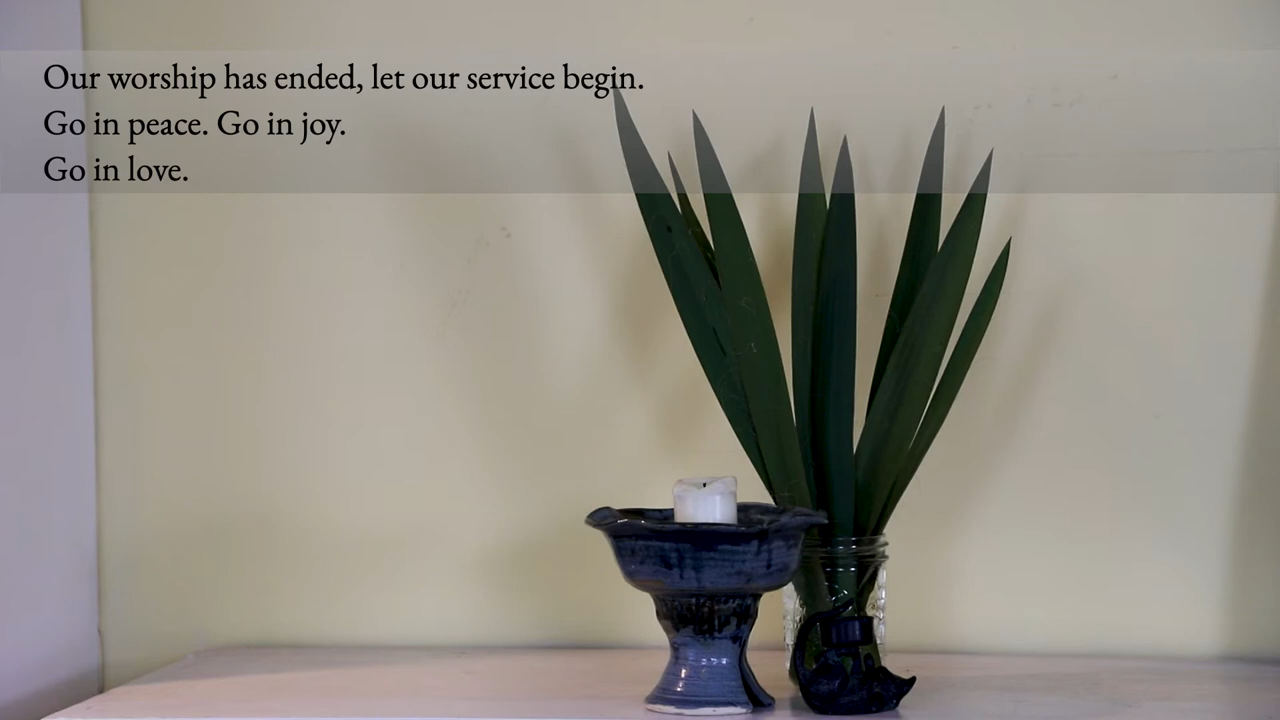 Our worship has ended, let our service begin.
Go in peace. Go in joy.
Go in love.